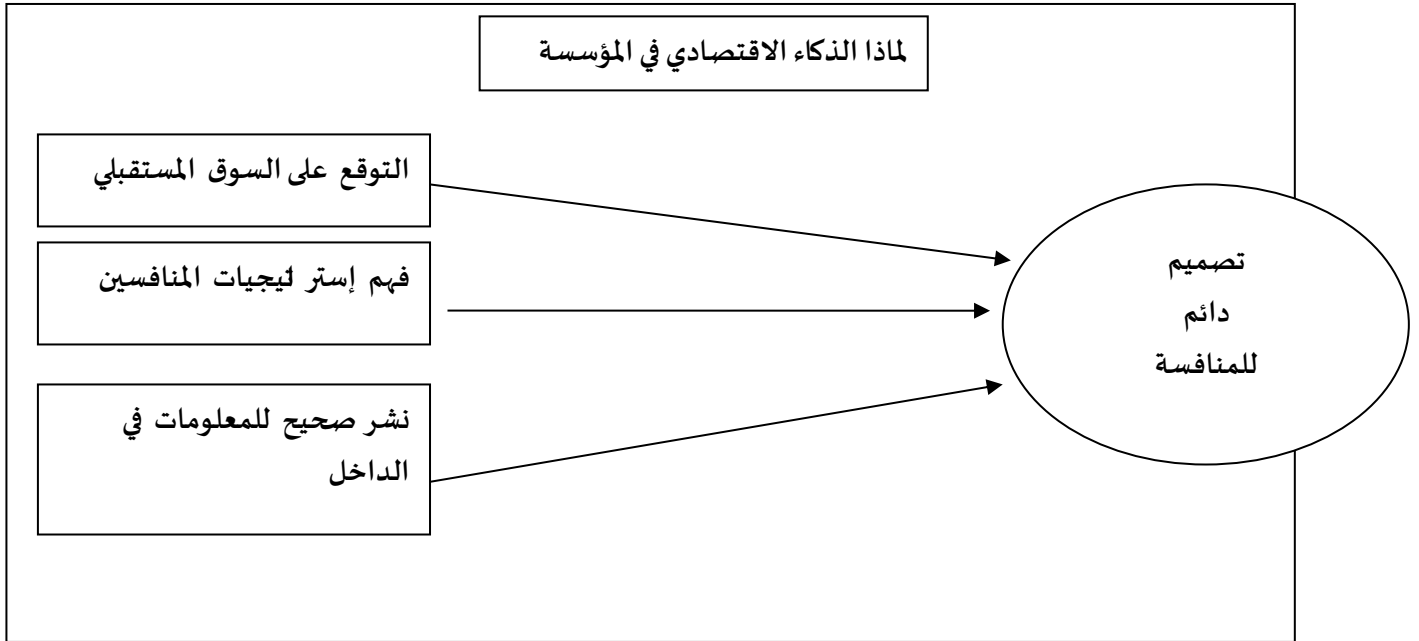 لماذا الذكاء الاقتصادي في المؤسسة
التوقع على السوق المستقبلي
فهم إستر اتيجيات المنافسين
نشر صحيح للمعلومات في
الداخل
تصميم
دائم
للمنافسة